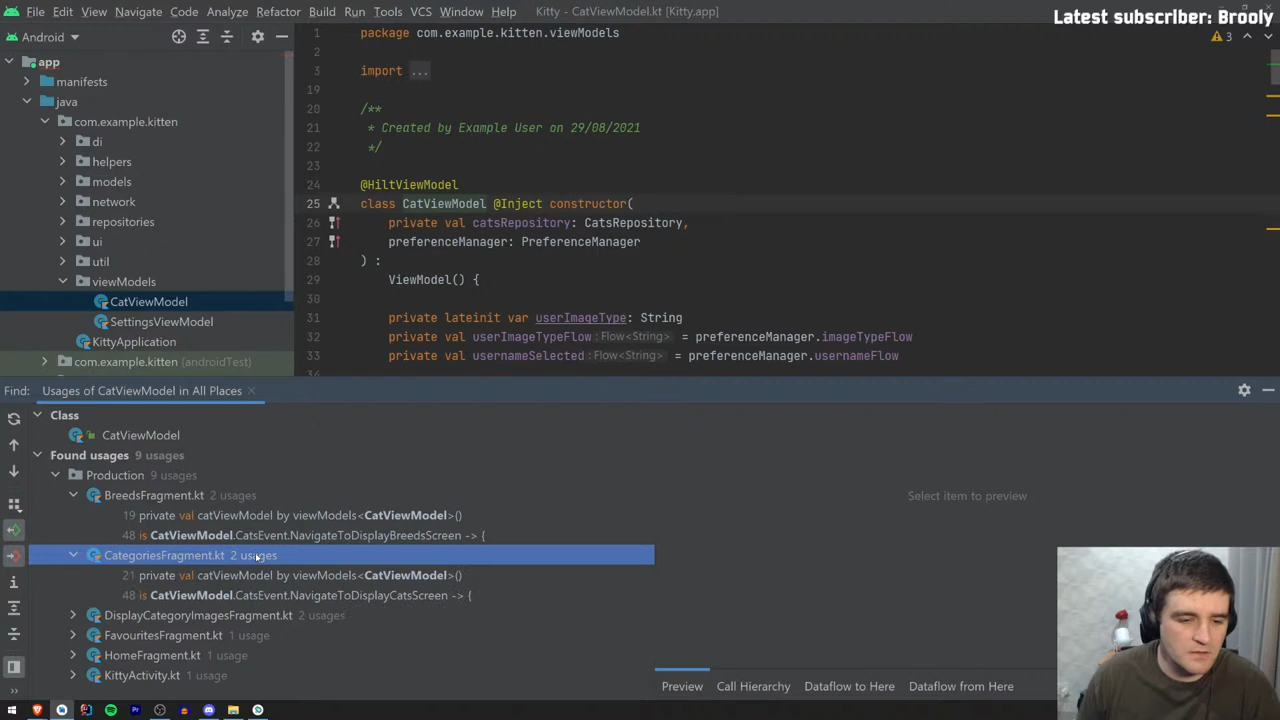 File Edit View Navigate Code Analyze Refactor Build Run Tools VCS Window Help Kitty - CatViewModel.kt [Kitty.app]
Latest subscriber: Brooly
Android
app
manifests
java
com.example.kitten
di
helpers
models
network
repositories
ui
util
viewModels
CatViewModel
SettingsViewModel
KittyApplication
com.example.kitten (androidTest)
3
1 package com.example.kitten.viewModels
2
3 import ...
19
20 /**
21 * Created by Example User on 29/08/2021
22 */
23
24 @HiltViewModel
25 class CatViewModel @Inject constructor(
26 private val catsRepository: CatsRepository,
27 preferenceManager: PreferenceManager
28 ) :
29 ViewModel() {
30
31 private lateinit var userImageType: String
32 private val userImageTypeFlow : Flow<String> = preferenceManager.imageTypeFlow
33 private val usernameSelected : Flow<String> = preferenceManager.usernameFlow
34
Find: Usages of CatViewModel in All Places
Class
CatViewModel
Found usages 9 usages
Production 9 usages
BreedsFragment.kt 2 usages
19 private val catViewModel by viewModels<CatViewModel>()
48 is CatViewModel.CatsEvent.NavigateToDisplayBreedsScreen -> {
CategoriesFragment.kt 2 usages
21 private val catViewModel by viewModels<CatViewModel>()
48 is CatViewModel.CatsEvent.NavigateToDisplayCatsScreen -> {
DisplayCategoryImagesFragment.kt 2 usages
FavouritesFragment.kt 1 usage
HomeFragment.kt 1 usage
KittyActivity.kt 1 usage
Select item to preview
Preview Call Hierarchy Dataflow to Here Dataflow from Here